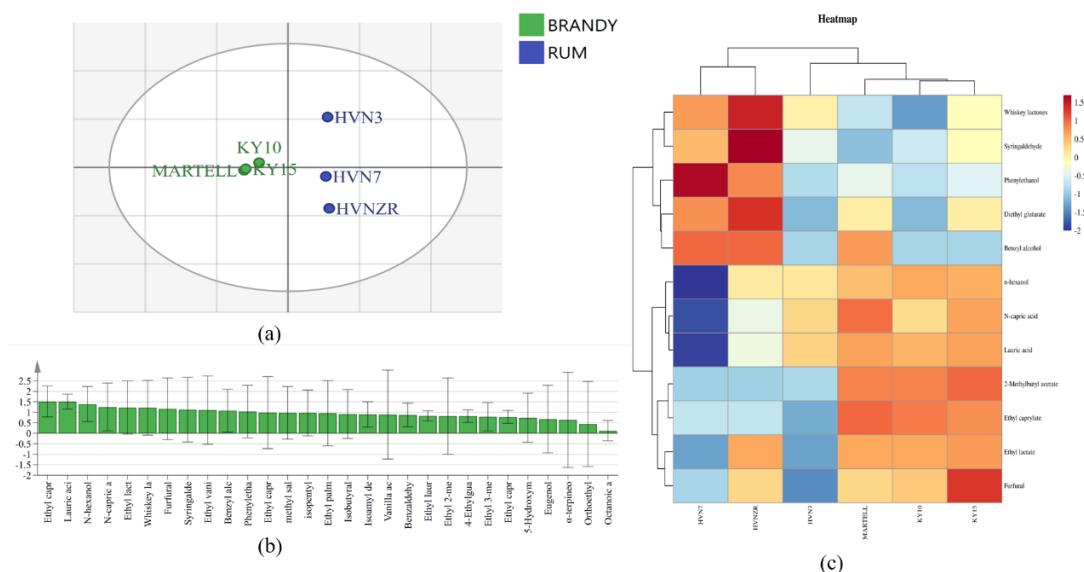 BRANDY
RUM
HVN3
KY10
MARTELL
KY15
HVN7
HVNZR
(a)
2.5
2
1.5
1
0.5
0
-0.5
-1
-1.5
-2
Ethyl capr
Lauric aci
N-hexanol
N-capric a
Ethyl lact
Whiskey la
Furfural
Syringalde
Ethyl vani
Benzyl alc
Phenyletha
Ethyl capr
methyl sal
isopentyl
Ethyl palm
Isobutyral
Isoamyl de
Vanilla ac
Benzaldehy
Ethyl laur
Ethyl 2-me
4-Ethylgua
Ethyl 3-me
Ethyl capr
5-Hydroxym
Eugenol
α-terpineo
Orthoethyl
Octanoic a
(b)
Heatmap
Whiskey lactones
Syringaldehyde
Phenylethanol
Diethyl glutarate
Benzyl alcohol
n-hexanol
N-capric acid
Lauric acid
2-Methylbutyl acetate
Ethyl caprylate
Ethyl lactate
Furfural
HVN7
HVNZR
HVN3
MARTELL
KY10
KY15
1.5
1
0.5
0
-0.5
-1
-1.5
-2
(c)